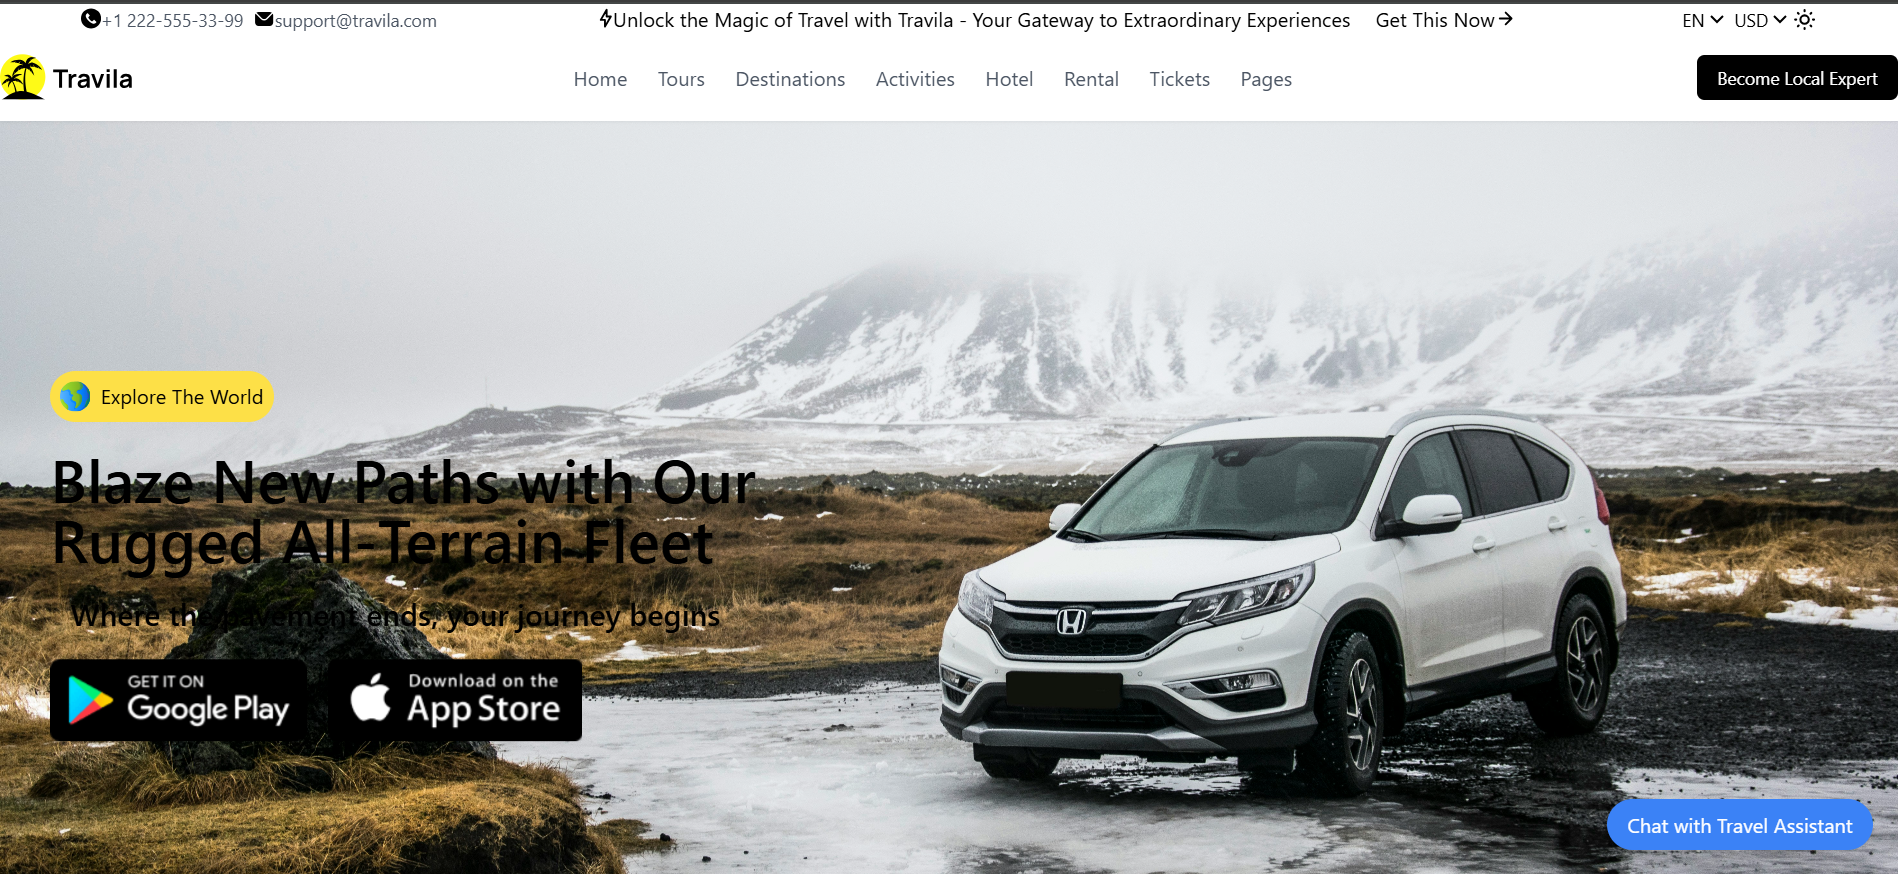 +1 222-555-33-99 support@travila.com Unlock the Magic of Travel with Travila - Your Gateway to Extraordinary Experiences Get This Now EN USD
Travila Home Tours Destinations Activities Hotel Rental Tickets Pages Become Local Expert
Explore The World
Blaze New Paths with Our
Rugged All-Terrain Fleet
Where the pavement ends, your journey begins
GET IT ON
Google Play
Download on the
App Store
Chat with Travel Assistant